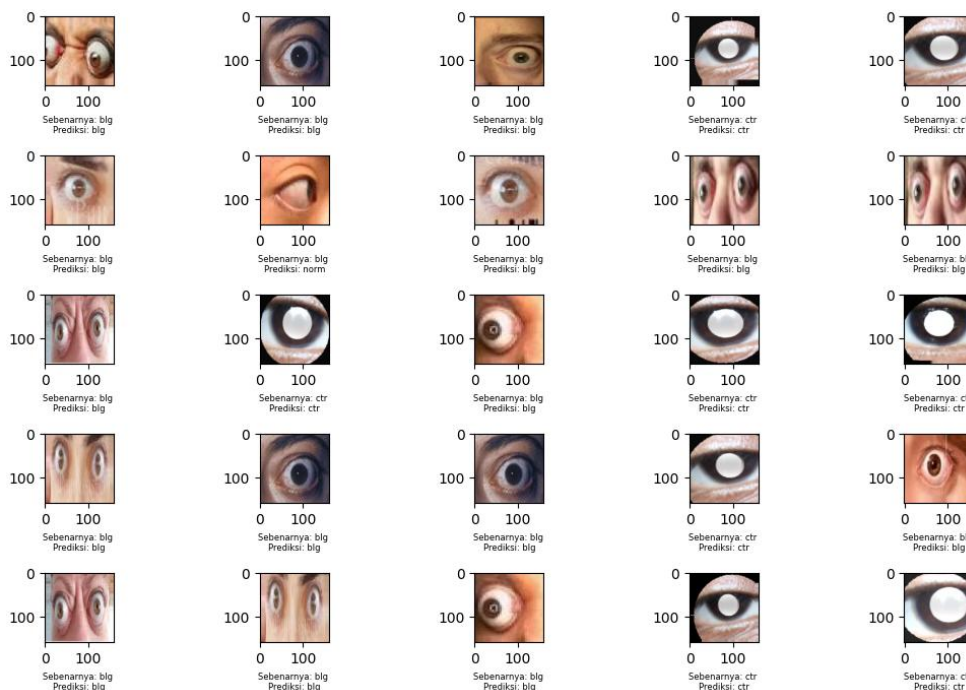 0 0 0 0 0
100 100 100 100 100
0 100 0 100 0 100 0 100 0 100
Sebenarnya: blg Sebenarnya: blg Sebenarnya: blg Sebenarnya: ctr Sebenarnya:
Prediksi: blg Prediksi: blg Prediksi: blg Prediksi: ctr Prediksi: ctr
0 0 0 0 0
100 100 100 100 100
0 100 0 100 0 100 0 100 0 100
Sebenarnya: blg Sebenarnya: blg Sebenarnya: blg Sebenarnya: blg Sebenarnya:
Prediksi: blg Prediksi: norm Prediksi: blg Prediksi: blg Prediksi: blg
0 0 0 0 0
100 100 100 100 100
0 100 0 100 0 100 0 100 0 100
Sebenarnya: blg Sebenarnya: ctr Sebenarnya: blg Sebenarnya: ctr Sebenarnya:
Prediksi: blg Prediksi: ctr Prediksi: blg Prediksi: ctr Prediksi: ctr
0 0 0 0 0
100 100 100 100 100
0 100 0 100 0 100 0 100 0 100
Sebenarnya: blg Sebenarnya: blg Sebenarnya: blg Sebenarnya: ctr Sebenarnya:
Prediksi: blg Prediksi: blg Prediksi: blg Prediksi: ctr Prediksi: blg
0 0 0 0 0
100 100 100 100 100
0 100 0 100 0 100 0 100 0 100
Sebenarnya: blg Sebenarnya: blg Sebenarnya: blg Sebenarnya: ctr Sebenarnya:
Prediksi: blg Prediksi: blg Prediksi: blg Prediksi: ctr Prediksi: ctr